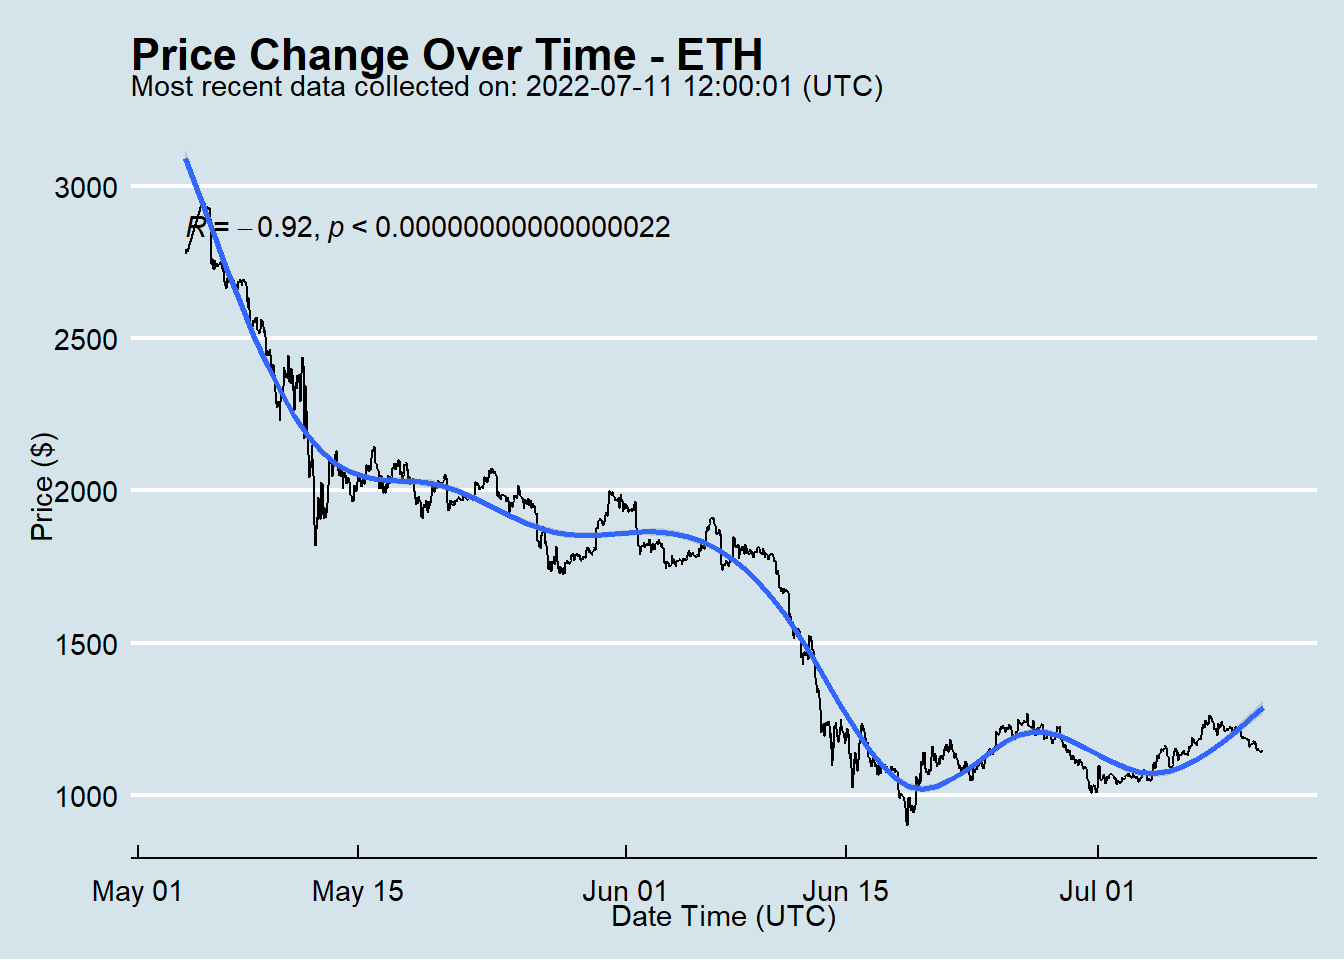 Price Change Over Time - ETH
Most recent data collected on: 2022-07-11 12:00:01 (UTC)
3000
R = −0.92, p < 0.00000000000000022
2500
Price ($)
2000
1500
1000
May 01
May 15
Jun 01
Jun 15
Jul 01
Date Time (UTC)